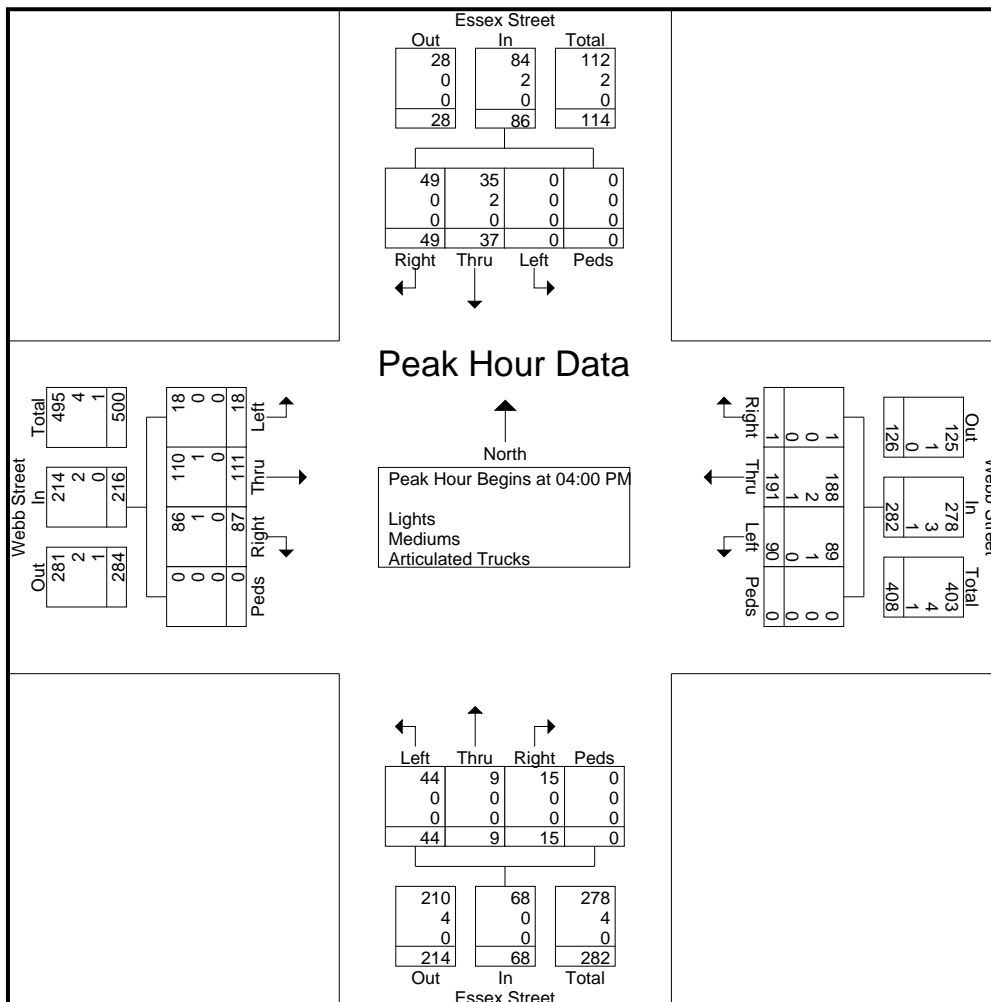 Essex Street
Out In Total
28 84 112
0 2 2
0 0 0
28 86 114
49 35 0 0
0 2 0 0
0 0 0 0
49 37 0 0
Right Thru Left Peds
Peak Hour Data
North
Peak Hour Begins at 04:00 PM
Lights
Mediums
Articulated Trucks
Webb Street
Total In Out
495 214 281
4 2 2
1 0 1
500 216 284
18 110 86 0
0 1 1 0
0 0 0 0
18 111 87 0
Left Thru Right Peds
Webb Street
Out In Total
125 278 403
1 3 4
0 1 1
126 282 408
1 188 89 0
0 2 1 0
0 1 0 0
1 191 90 0
Right Thru Left Peds
Left Thru Right Peds
44 9 15 0
0 0 0 0
0 0 0 0
44 9 15 0
210 68 278
4 0 4
0 0 0
214 68 282
Out In Total
Essex Street